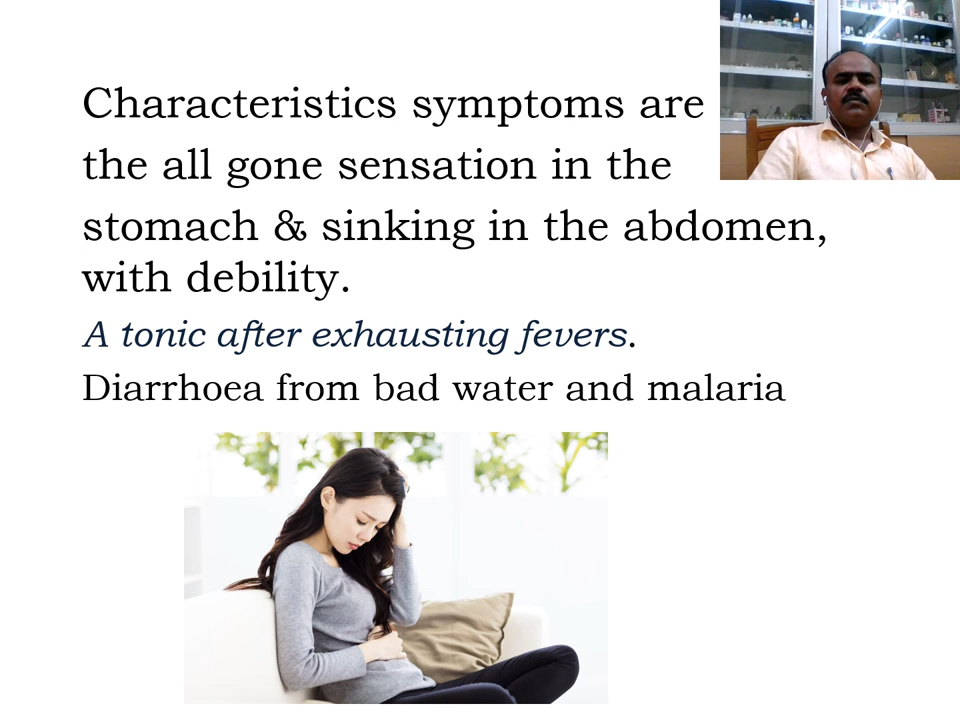 Characteristics symptoms are
the all gone sensation in the
stomach & sinking in the abdomen,
with debility.
A tonic after exhausting fevers.
Diarrhoea from bad water and malaria